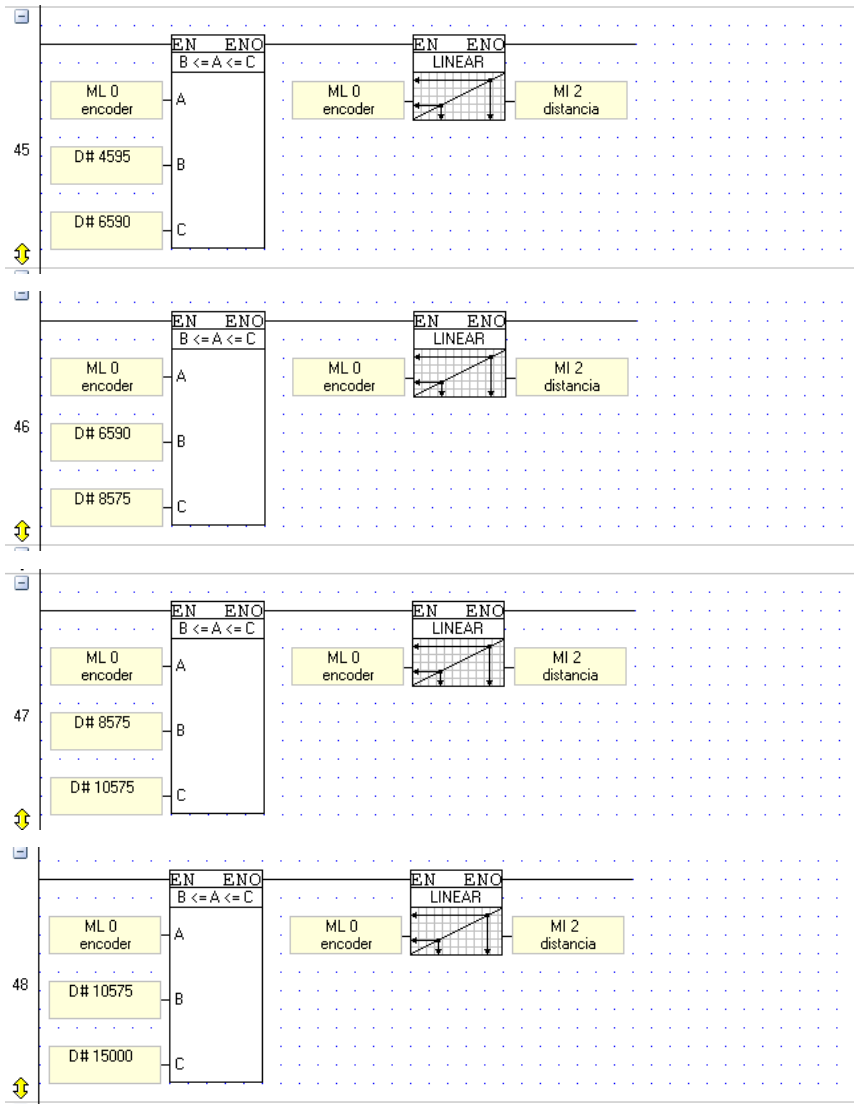 EN ENO EN ENO
B <= A <= C LINEAR
ML 0 A ML 0 MI 2
encoder encoder distancia
45
D# 4595 B
D# 6590 C
EN ENO EN ENO
B <= A <= C LINEAR
ML 0 A ML 0 MI 2
encoder encoder distancia
46
D# 6590 B
D# 8575 C
EN ENO EN ENO
B <= A <= C LINEAR
ML 0 A ML 0 MI 2
encoder encoder distancia
47
D# 8575 B
D# 10575 C
EN ENO EN ENO
B <= A <= C LINEAR
ML 0 A ML 0 MI 2
encoder encoder distancia
48
D# 10575 B
D# 15000 C